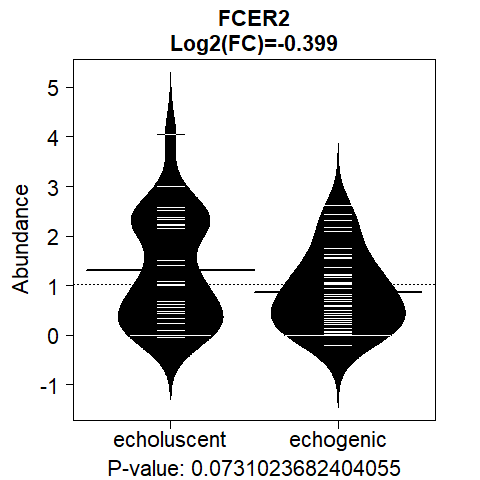 FCER2
Log2(FC)=-0.399
Abundance
5
4
3
2
1
0
-1
echoluscent echogenic
P-value: 0.0731023682404055